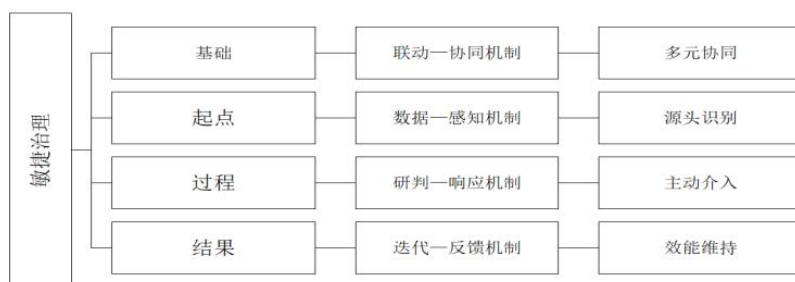 敏捷治理
基础
联动—协同机制
多元协同
起点
数据—感知机制
源头识别
过程
研判—响应机制
主动介入
结果
迭代—反馈机制
效能维持